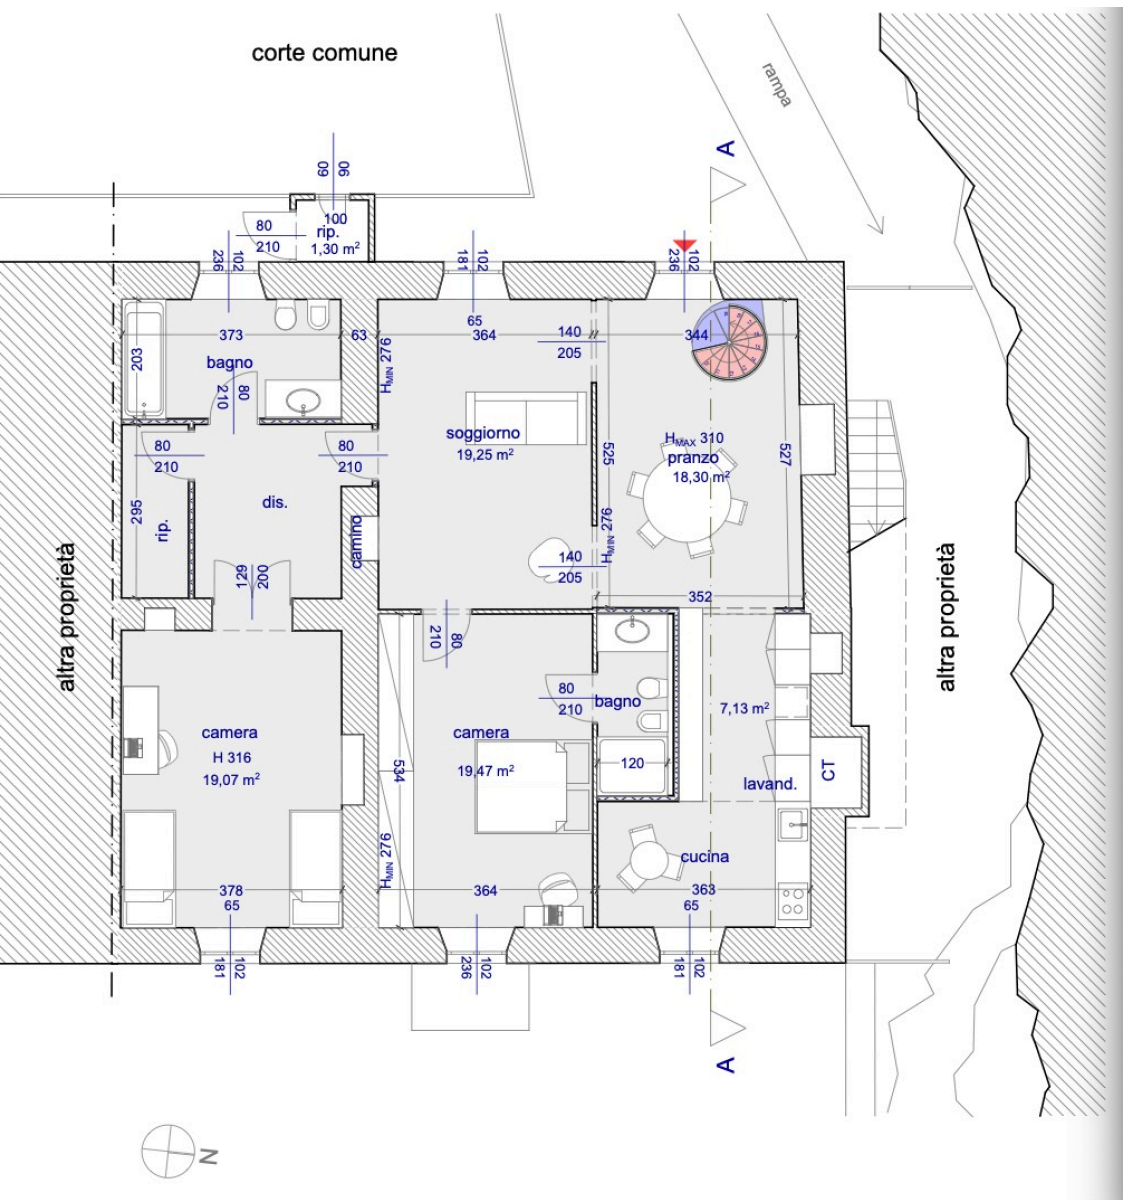 corte comune
rampa
A
60
90
80
210
100
rip.
1,30 m²
236
102
181
102
236
102
373
63
65
364
140
205
344
203
bagno
80
210
H MIN 276
80
210
80
210
soggiorno
19,25 m²
H MAX 310
pranzo
18,30 m²
525
527
295
rip.
dis.
camino
129
200
140
205
H MIN 276
352
altra proprietà
altra proprietà
210
80
80
210
bagno
7,13 m²
camera
H 316
19,07 m²
camera
19,47 m²
534
120
lavand.
CT
H MIN 276
cucina
378
65
364
363
65
181
102
236
102
181
102
A
N